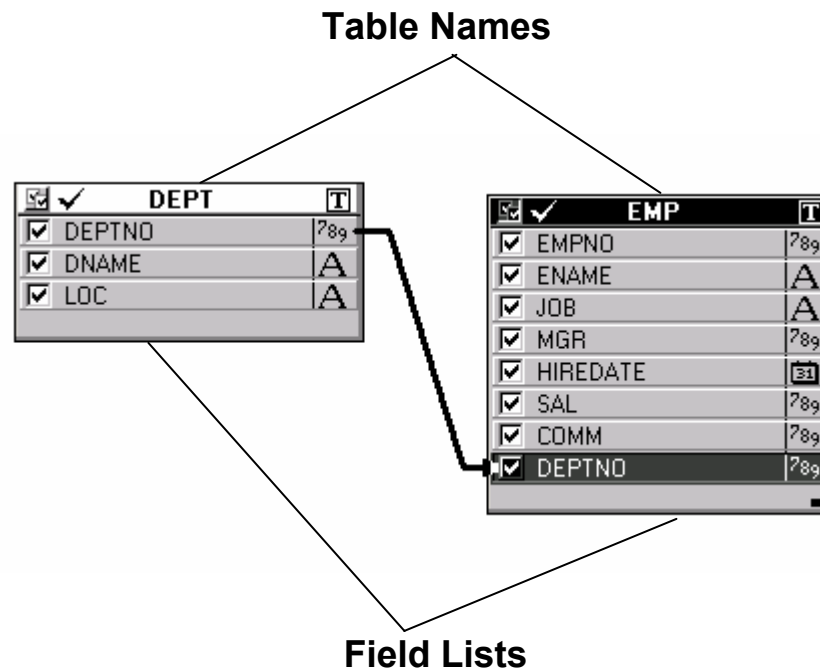 Table Names
DEPT T
DEPTNO 789
DNAME A
LOC A
EMP T
EMPNO 789
ENAME A
JOB A
MGR 789
HIREDATE 31
SAL 789
COMM 789
DEPTNO 789
Field Lists